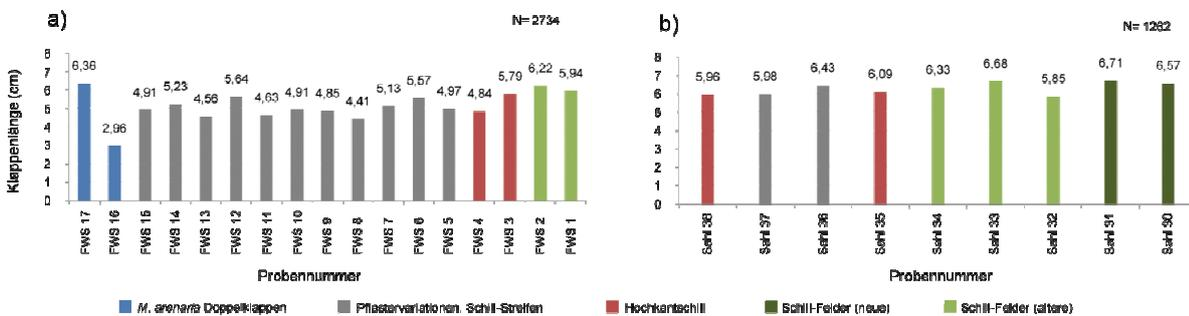 a)
N= 2734
Klappenlänge (cm)
8
7
6
5
4
3
2
1
0
6,36
2,96
4,91
5,23
4,56
5,64
4,63
4,91
4,85
4,41
5,13
5,57
4,97
4,84
5,79
6,22
5,94
FWS 17
FWS 16
FWS 15
FWS 14
FWS 13
FWS 12
FWS 11
FWS 10
FWS 9
FWS 8
FWS 7
FWS 6
FWS 5
FWS 4
FWS 3
FWS 2
FWS 1
Probennummer
b)
N= 1262
8
7
6
5
4
3
2
1
0
5,96
5,98
6,43
6,09
6,33
6,68
5,85
6,71
6,57
Sahl 38
Sahl 37
Sahl 36
Sahl 35
Sahl 34
Sahl 33
Sahl 32
Sahl 31
Sahl 30
Probennummer
M. arenaria Doppelklappen
Pflastervariationen, Schill-Streifen
Hochkantschill
Schill-Felder (neue)
Schill-Felder (ältere)